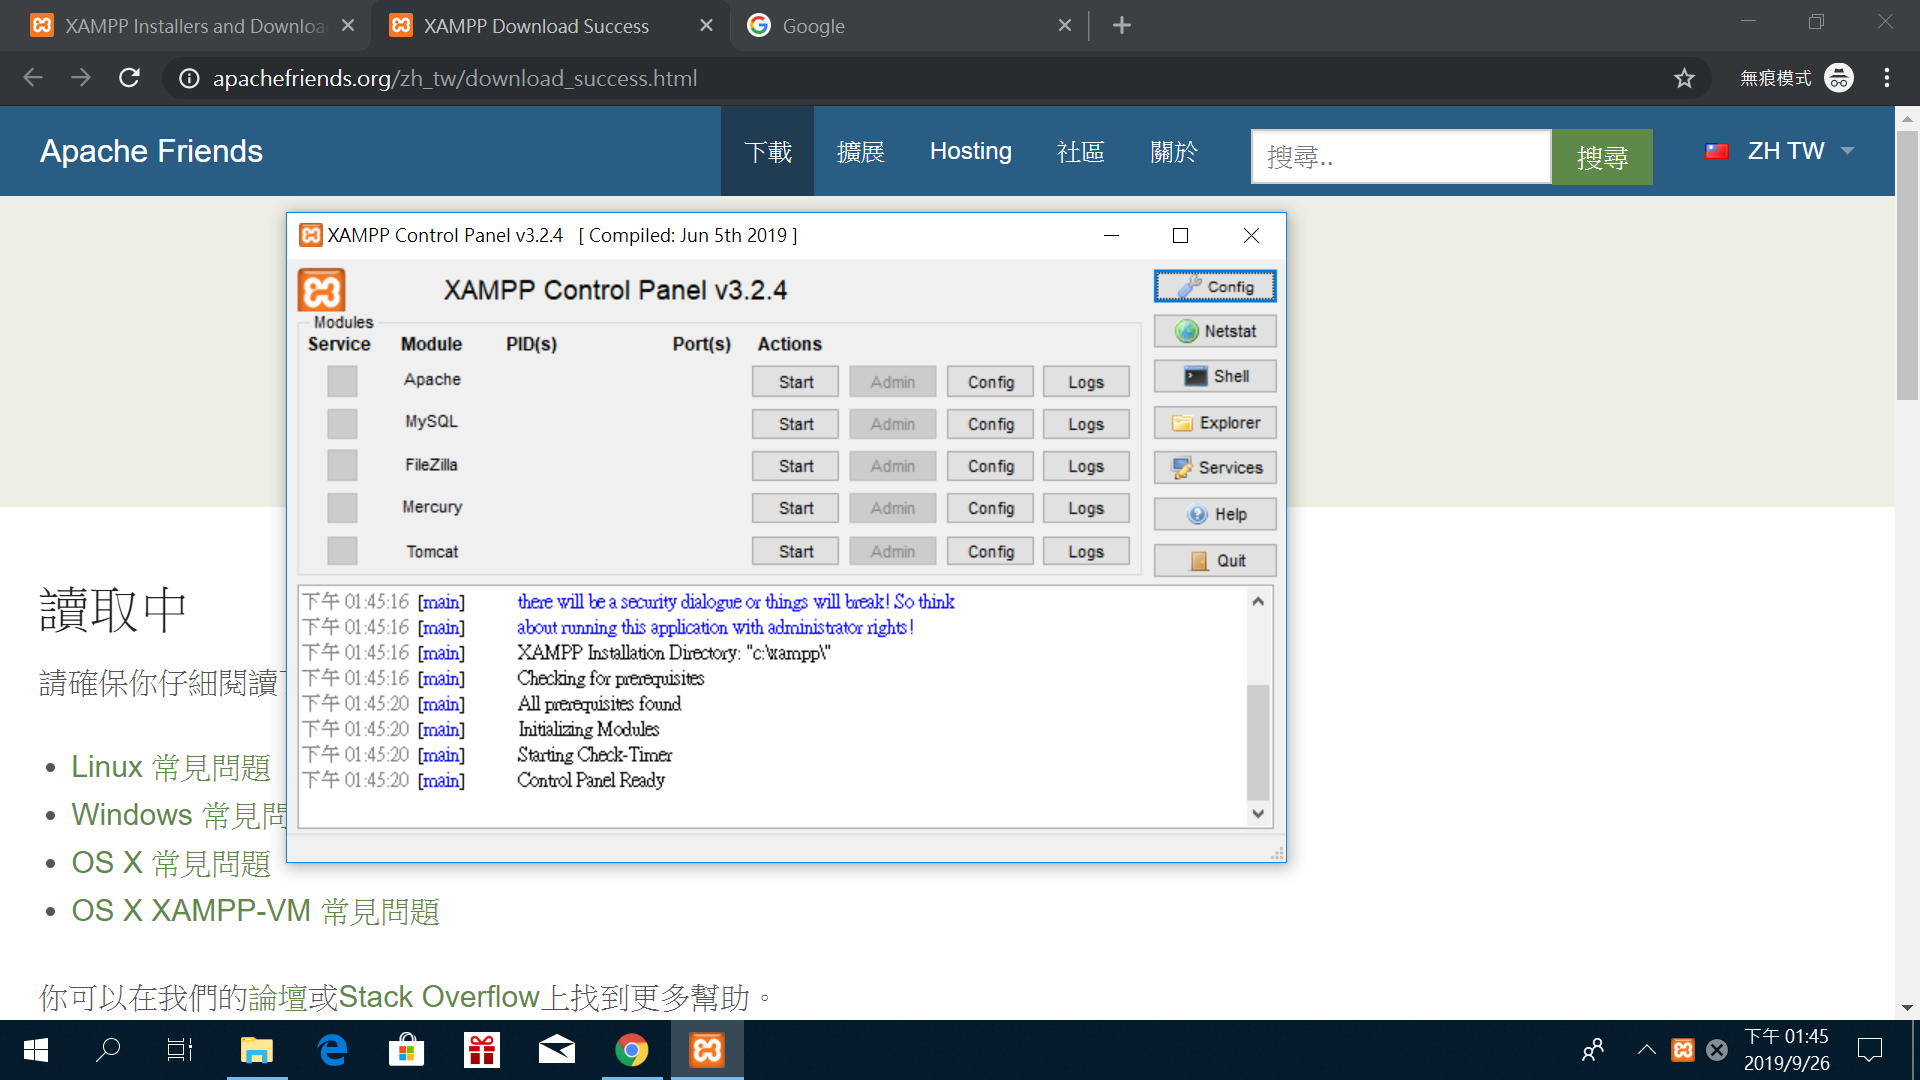 XAMPP Installers and Downloa
XAMPP Download Success
Google
apachefriends.org/zh_tw/download_success.html
無痕模式
Apache Friends
下載
擴展
Hosting
社區
關於
搜尋..
搜尋
ZH TW
XAMPP Control Panel v3.2.4 [ Compiled: Jun 5th 2019 ]
XAMPP Control Panel v3.2.4
Config
Modules
Service Module PID(s) Port(s) Actions
Netstat
Apache Start Admin Config Logs
Shell
MySQL Start Admin Config Logs
Explorer
FileZilla Start Admin Config Logs
Services
Mercury Start Admin Config Logs
Help
Tomcat Start Admin Config Logs
Quit
下午 01:45:16 [main] there will be a security dialogue or things will break! So think
下午 01:45:16 [main] about running this application with administrator rights!
下午 01:45:16 [main] XAMPP Installation Directory: "c:\xampp\"
下午 01:45:16 [main] Checking for prerequisites
下午 01:45:20 [main] All prerequisites found
下午 01:45:20 [main] Initializing Modules
下午 01:45:20 [main] Starting Check-Timer
下午 01:45:20 [main] Control Panel Ready
讀取中
請確保你仔細閱讀
Linux 常見問題
Windows 常見問
OS X 常見問題
OS X XAMPP-VM 常見問題
你可以在我們的論壇或Stack Overflow上找到更多幫助。
下午 01:45
2019/9/26